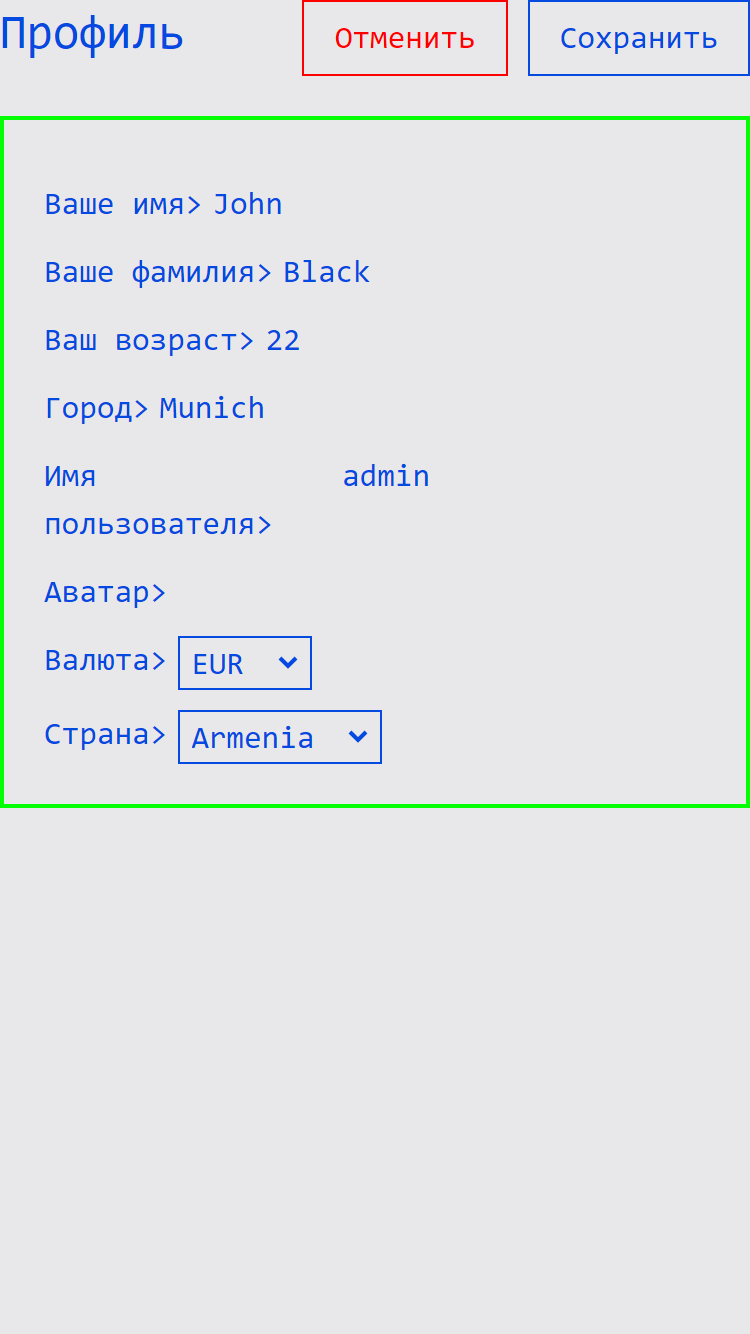 Профиль
Отменить
Сохранить
Ваше имя> John
Ваше фамилия> Black
Ваш возраст> 22
Город> Munich
Имя admin
пользователя>
Аватар>
Валюта> EUR
Страна> Armenia